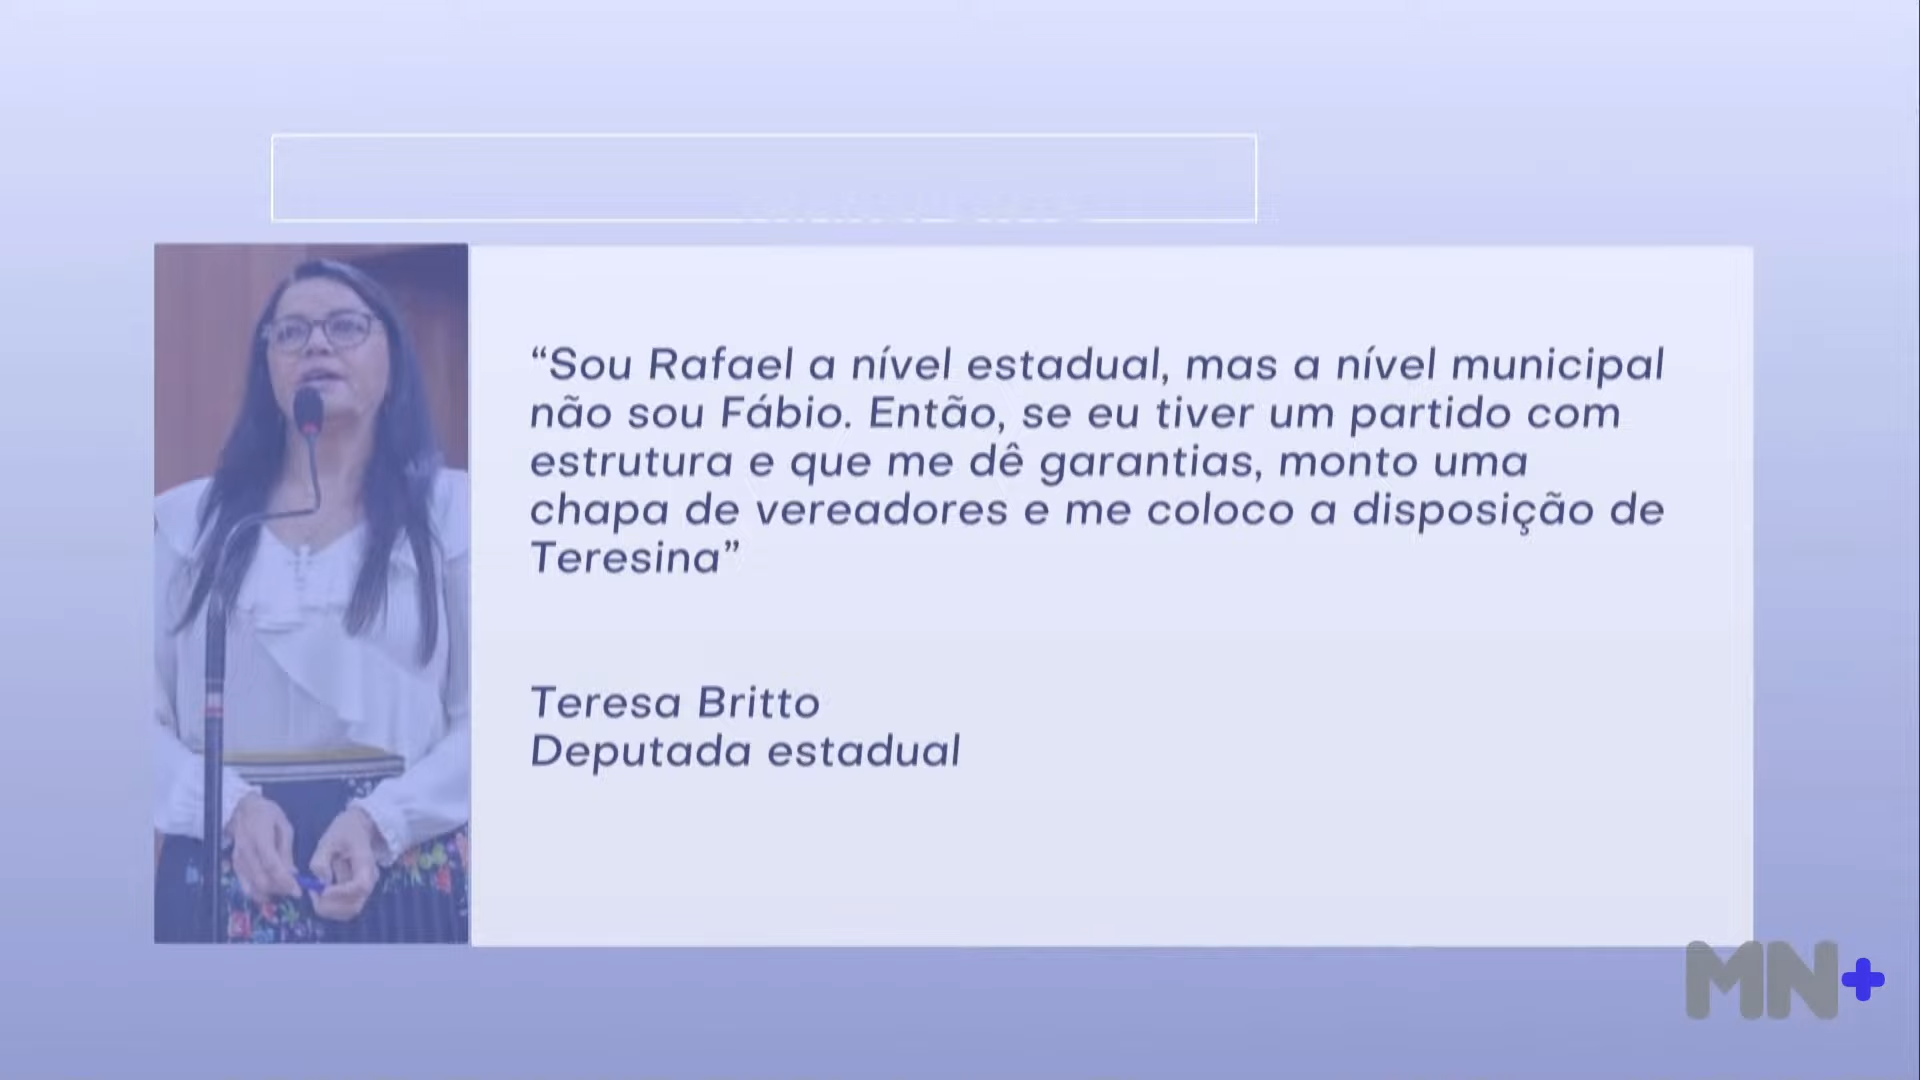 “Sou Rafael a nível estadual, mas a nível municipal
não sou Fábio. Então, se eu tiver um partido com
estrutura e que me dê garantias, monto uma
chapa de vereadores e me coloco a disposição de
Teresina”
Teresa Britto
Deputada estadual
MN+